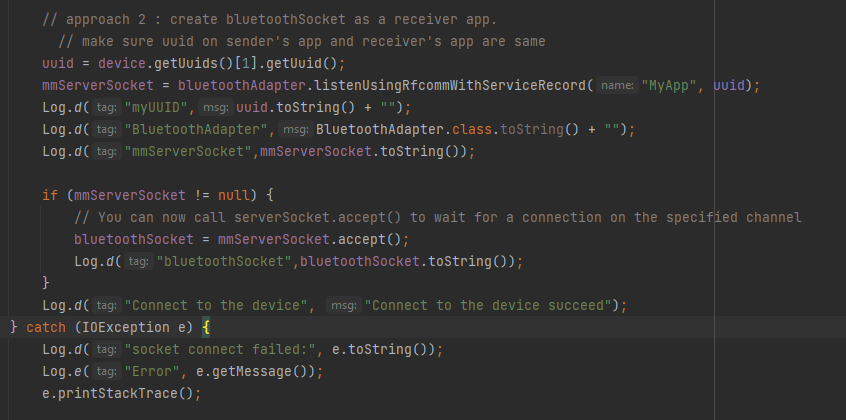 // approach 2 : create bluetoothSocket as a receiver app.
// make sure uuid on sender's app and receiver's app are same
uuid = device.getUuids()[1].getUuid();
mmServerSocket = bluetoothAdapter.listenUsingRfcommWithServiceRecord( name: "MyApp", uuid);
Log.d( tag: "myUUID", msg: uuid.toString() + "");
Log.d( tag: "BluetoothAdapter", msg: BluetoothAdapter.class.toString() + "");
Log.d( tag: "mmServerSocket",mmServerSocket.toString());
if (mmServerSocket != null) {
// You can now call serverSocket.accept() to wait for a connection on the specified channel
bluetoothSocket = mmServerSocket.accept();
Log.d( tag: "bluetoothSocket",bluetoothSocket.toString());
}
Log.d( tag: "Connect to the device", msg: "Connect to the device succeed");
} catch (IOException e) {
Log.d( tag: "socket connect failed:", e.toString());
Log.e( tag: "Error", e.getMessage());
e.printStackTrace();